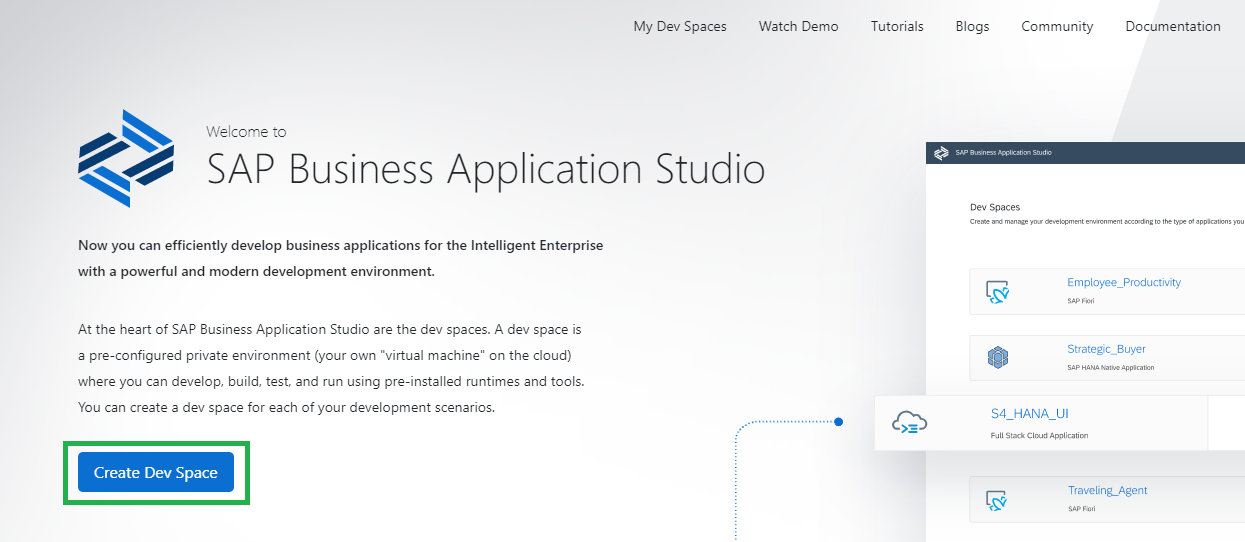 My Dev Spaces Watch Demo Tutorials Blogs Community Documentation
Welcome to
SAP Business Application Studio
Now you can efficiently develop business applications for the Intelligent Enterprise
with a powerful and modern development environment.
At the heart of SAP Business Application Studio are the dev spaces. A dev space is
a pre-configured private environment (your own "virtual machine" on the cloud)
where you can develop, build, test, and run using pre-installed runtimes and tools.
You can create a dev space for each of your development scenarios.
Create Dev Space
SAP Business Application Studio
Dev Spaces
Create and manage your development environment according to the type of applications you
Employee_Productivity
SAP Fiori
Strategic_Buyer
SAP HANA Native Application
S4_HANA_UI
Full Stack Cloud Application
Traveling_Agent
SAP Fiori